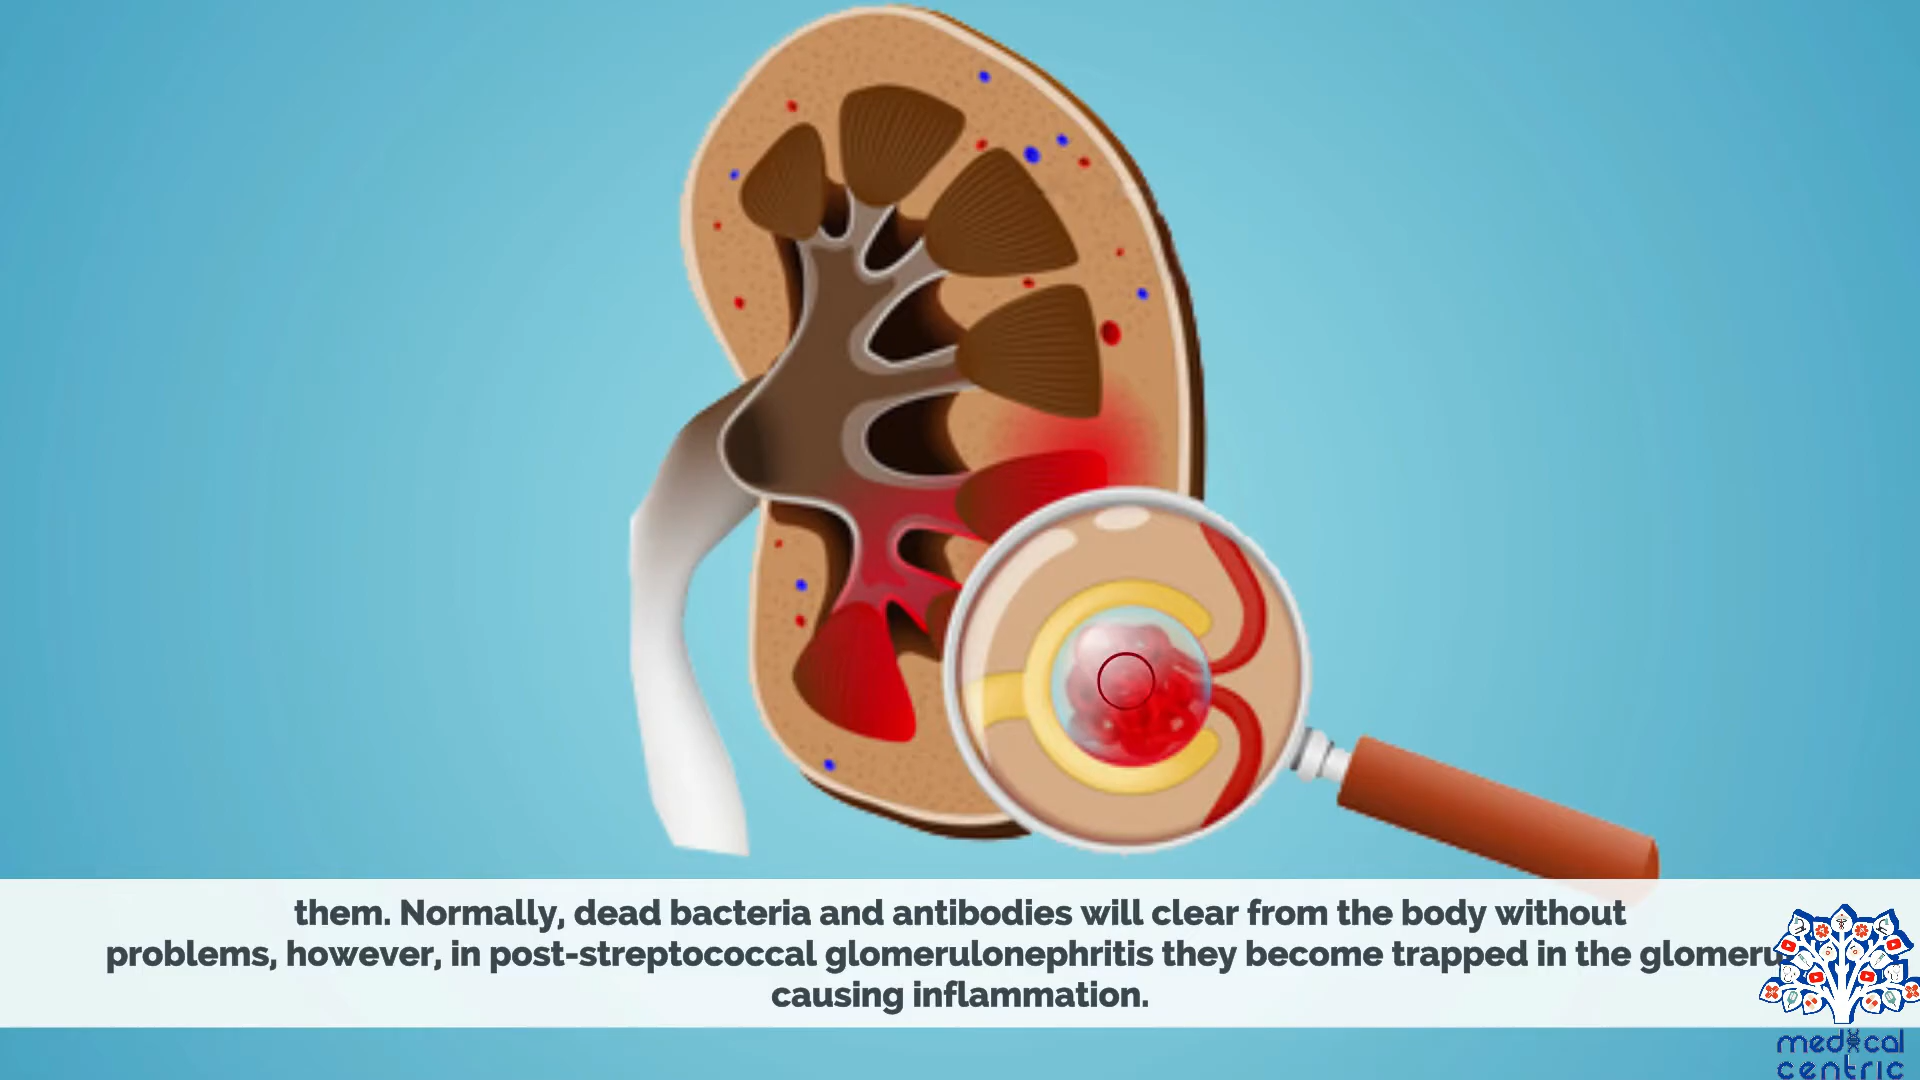 them. Normally, dead bacteria and antibodies will clear from the body without
problems, however, in post-streptococcal glomerulonephritis they become trapped in the
causing inflammation.
medical
centric